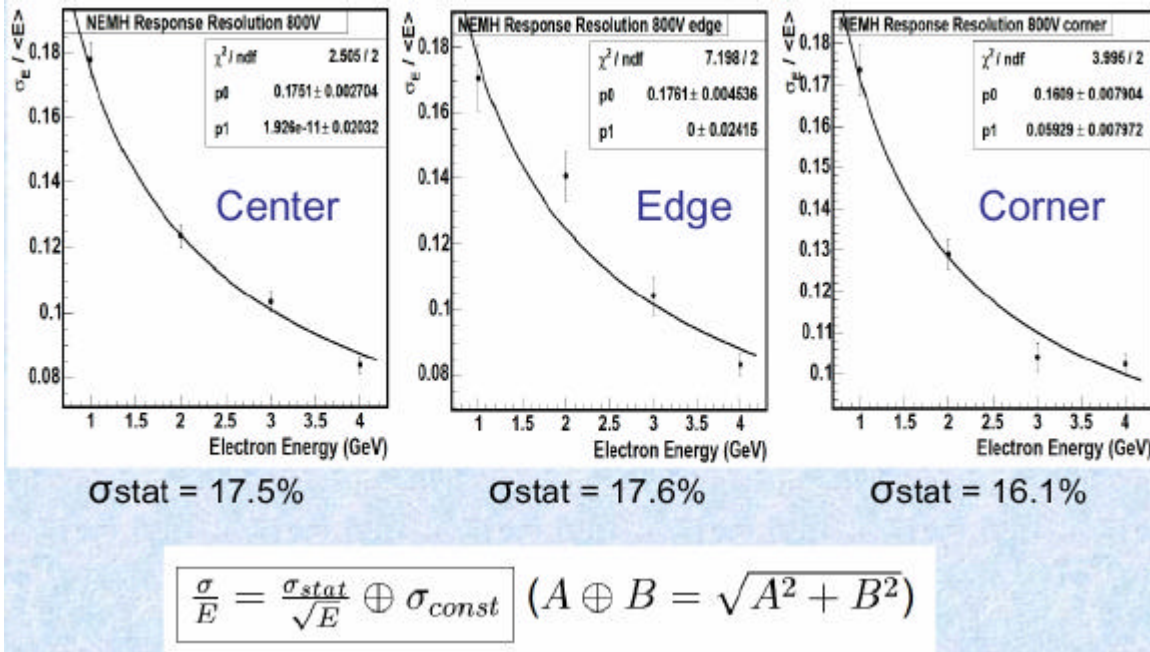 NEMH Response Resolution 800V
χ² / ndf 2.505 / 2
p0 0.1751 ± 0.002704
p1 1.926e-11 ± 0.02032
σE / <E>
0.18
0.16
0.14
0.12
0.1
0.08
Center
1 1.5 2 2.5 3 3.5 4
Electron Energy (GeV)
NEMH Response Resolution 800V edge
χ² / ndf 7.198 / 2
p0 0.1761 ± 0.004536
p1 0 ± 0.02415
σE / <E>
0.18
0.16
0.14
0.12
0.1
0.08
Edge
1 1.5 2 2.5 3 3.5 4
Electron Energy (GeV)
NEMH Response Resolution 800V corner
χ² / ndf 3.995 / 2
p0 0.1609 ± 0.007904
p1 0.05929 ± 0.007972
σE / <E>
0.18
0.17
0.16
0.15
0.14
0.13
0.12
0.11
0.1
Corner
1 1.5 2 2.5 3 3.5 4
Electron Energy (GeV)
σstat = 17.5%
σstat = 17.6%
σstat = 16.1%
σ/E = σstat/√E ⊕ σconst (A ⊕ B = √(A² + B²))